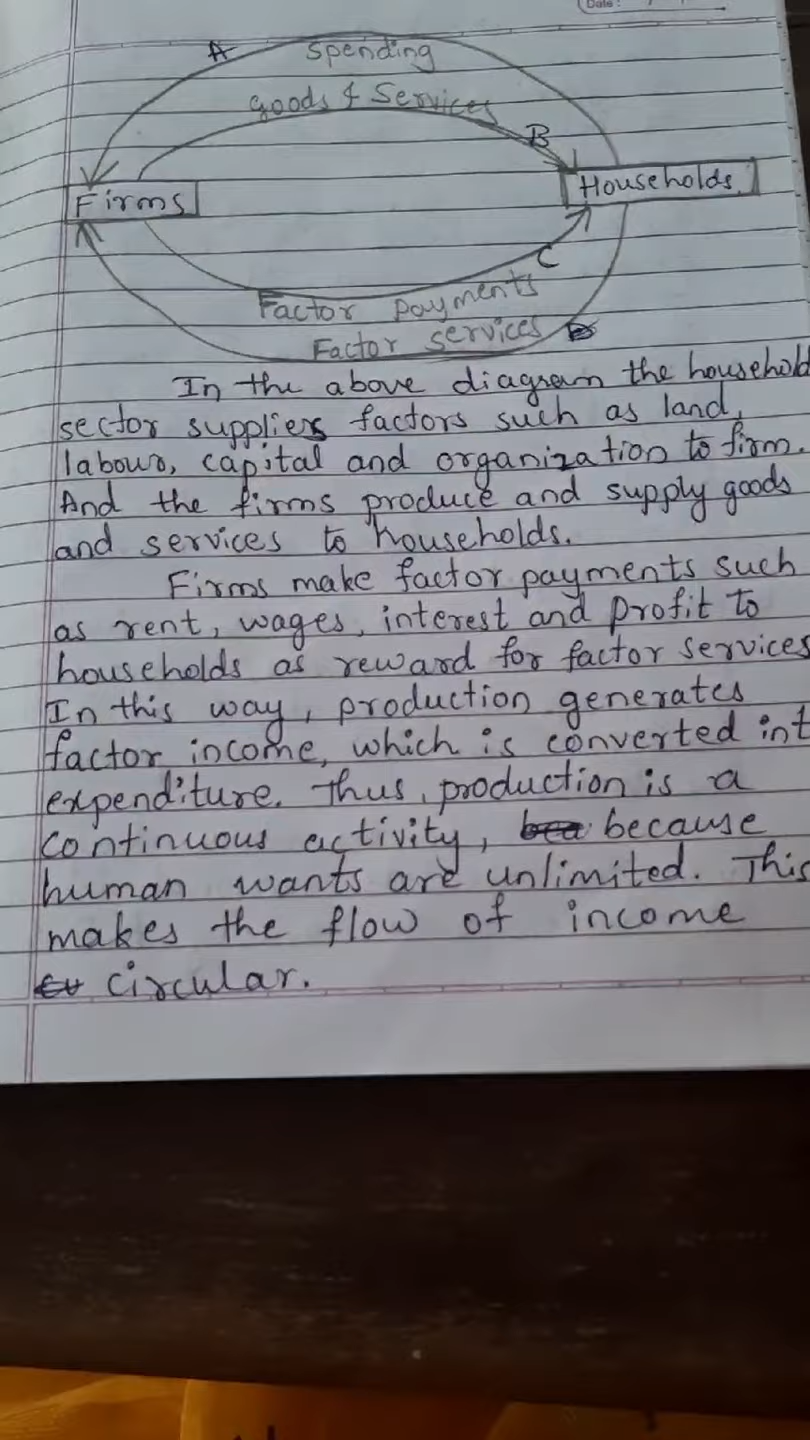 Date :
A Spending
Goods & Services
B
Firms
Households
C
Factor payments
Factor services D
In the above diagram the household
sector suppliers factors such as land,
labour, capital and organization to firm.
And the firms produce and supply goods
and services to households.
Firms make factor payments such
as rent, wages, interest and profit to
households as reward for factor services
In this way, production generates
factor income, which is converted int
expenditure. Thus, production is a
continuous activity, because
human wants are unlimited. This
makes the flow of income
circular.